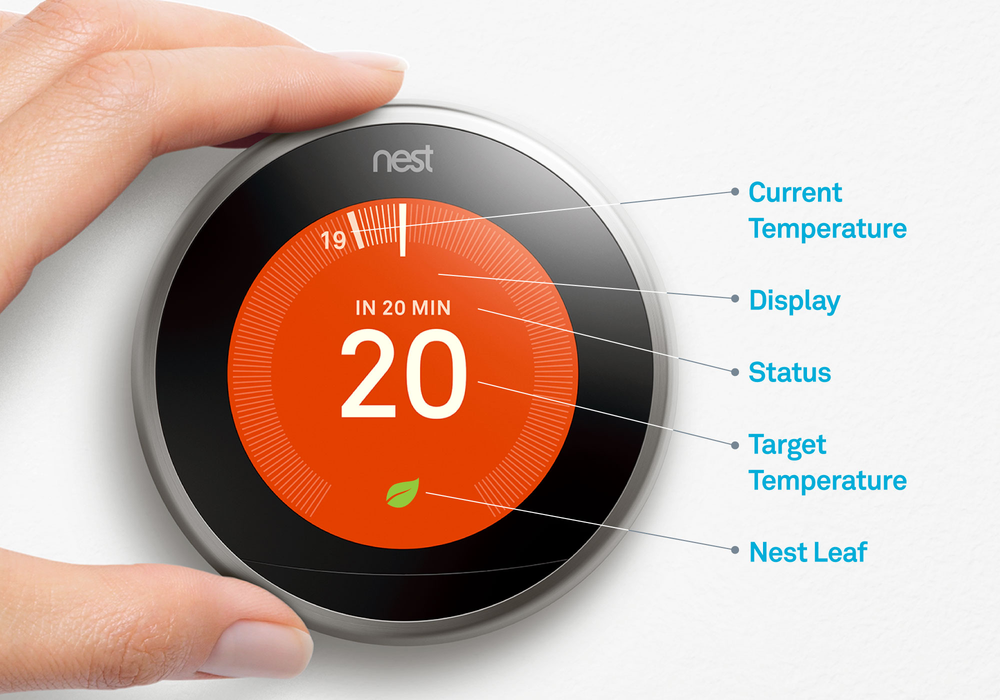 nest
19
IN 20 MIN
20
Current
Temperature
Display
Status
Target
Temperature
Nest Leaf